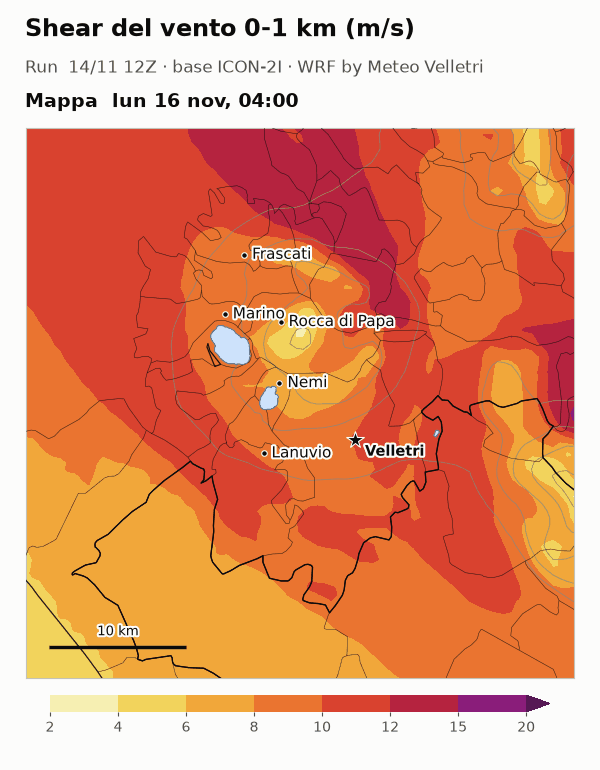 Shear del vento 0-1 km (m/s)
Run  14/11 12Z · base ICON-2I · WRF by Meteo Velletri
Mappa  lun 16 nov, 04:00
Frascati
Marino
Rocca di Papa
Nemi
Velletri
Lanuvio
10 km
2 4 6 8 10 12 15 20